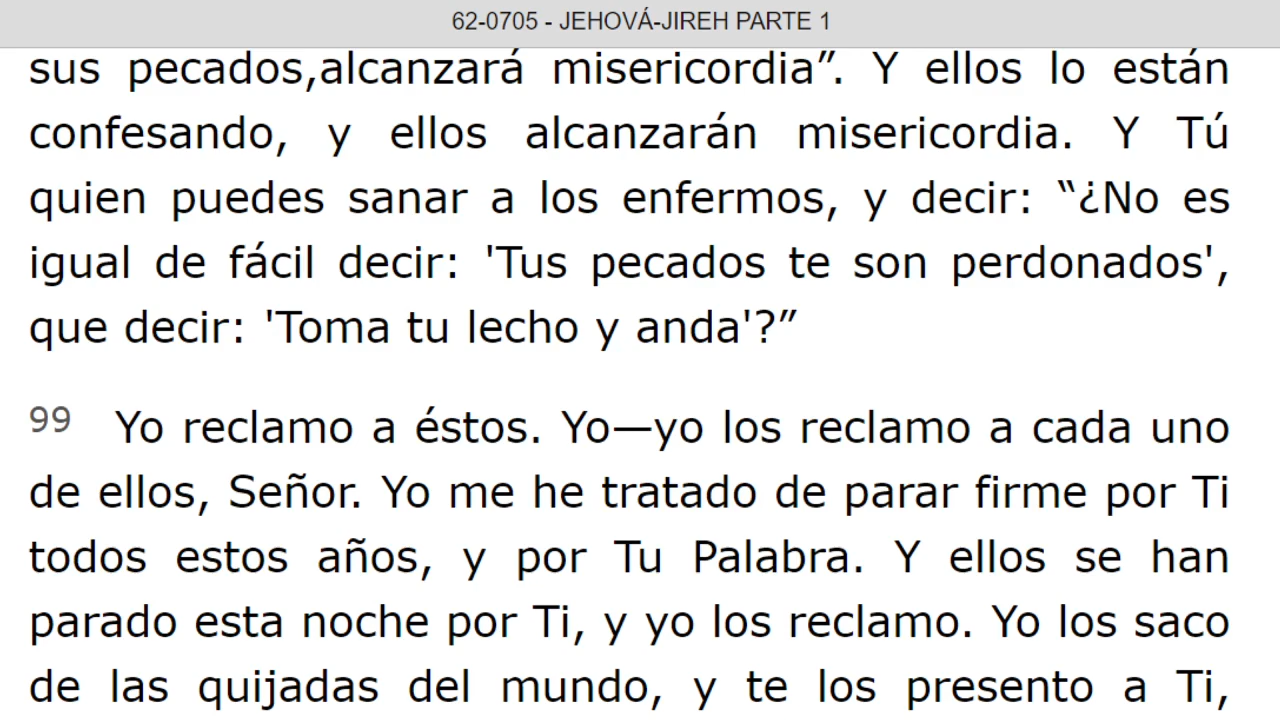 62-0705 - JEHOVÁ-JIREH PARTE 1
sus pecados,alcanzará misericordia”. Y ellos lo están
confesando, y ellos alcanzarán misericordia. Y Tú
quien puedes sanar a los enfermos, y decir: “¿No es
igual de fácil decir: 'Tus pecados te son perdonados',
que decir: 'Toma tu lecho y anda'?”
99 Yo reclamo a éstos. Yo—yo los reclamo a cada uno
de ellos, Señor. Yo me he tratado de parar firme por Ti
todos estos años, y por Tu Palabra. Y ellos se han
parado esta noche por Ti, y yo los reclamo. Yo los saco
de las quijadas del mundo, y te los presento a Ti,